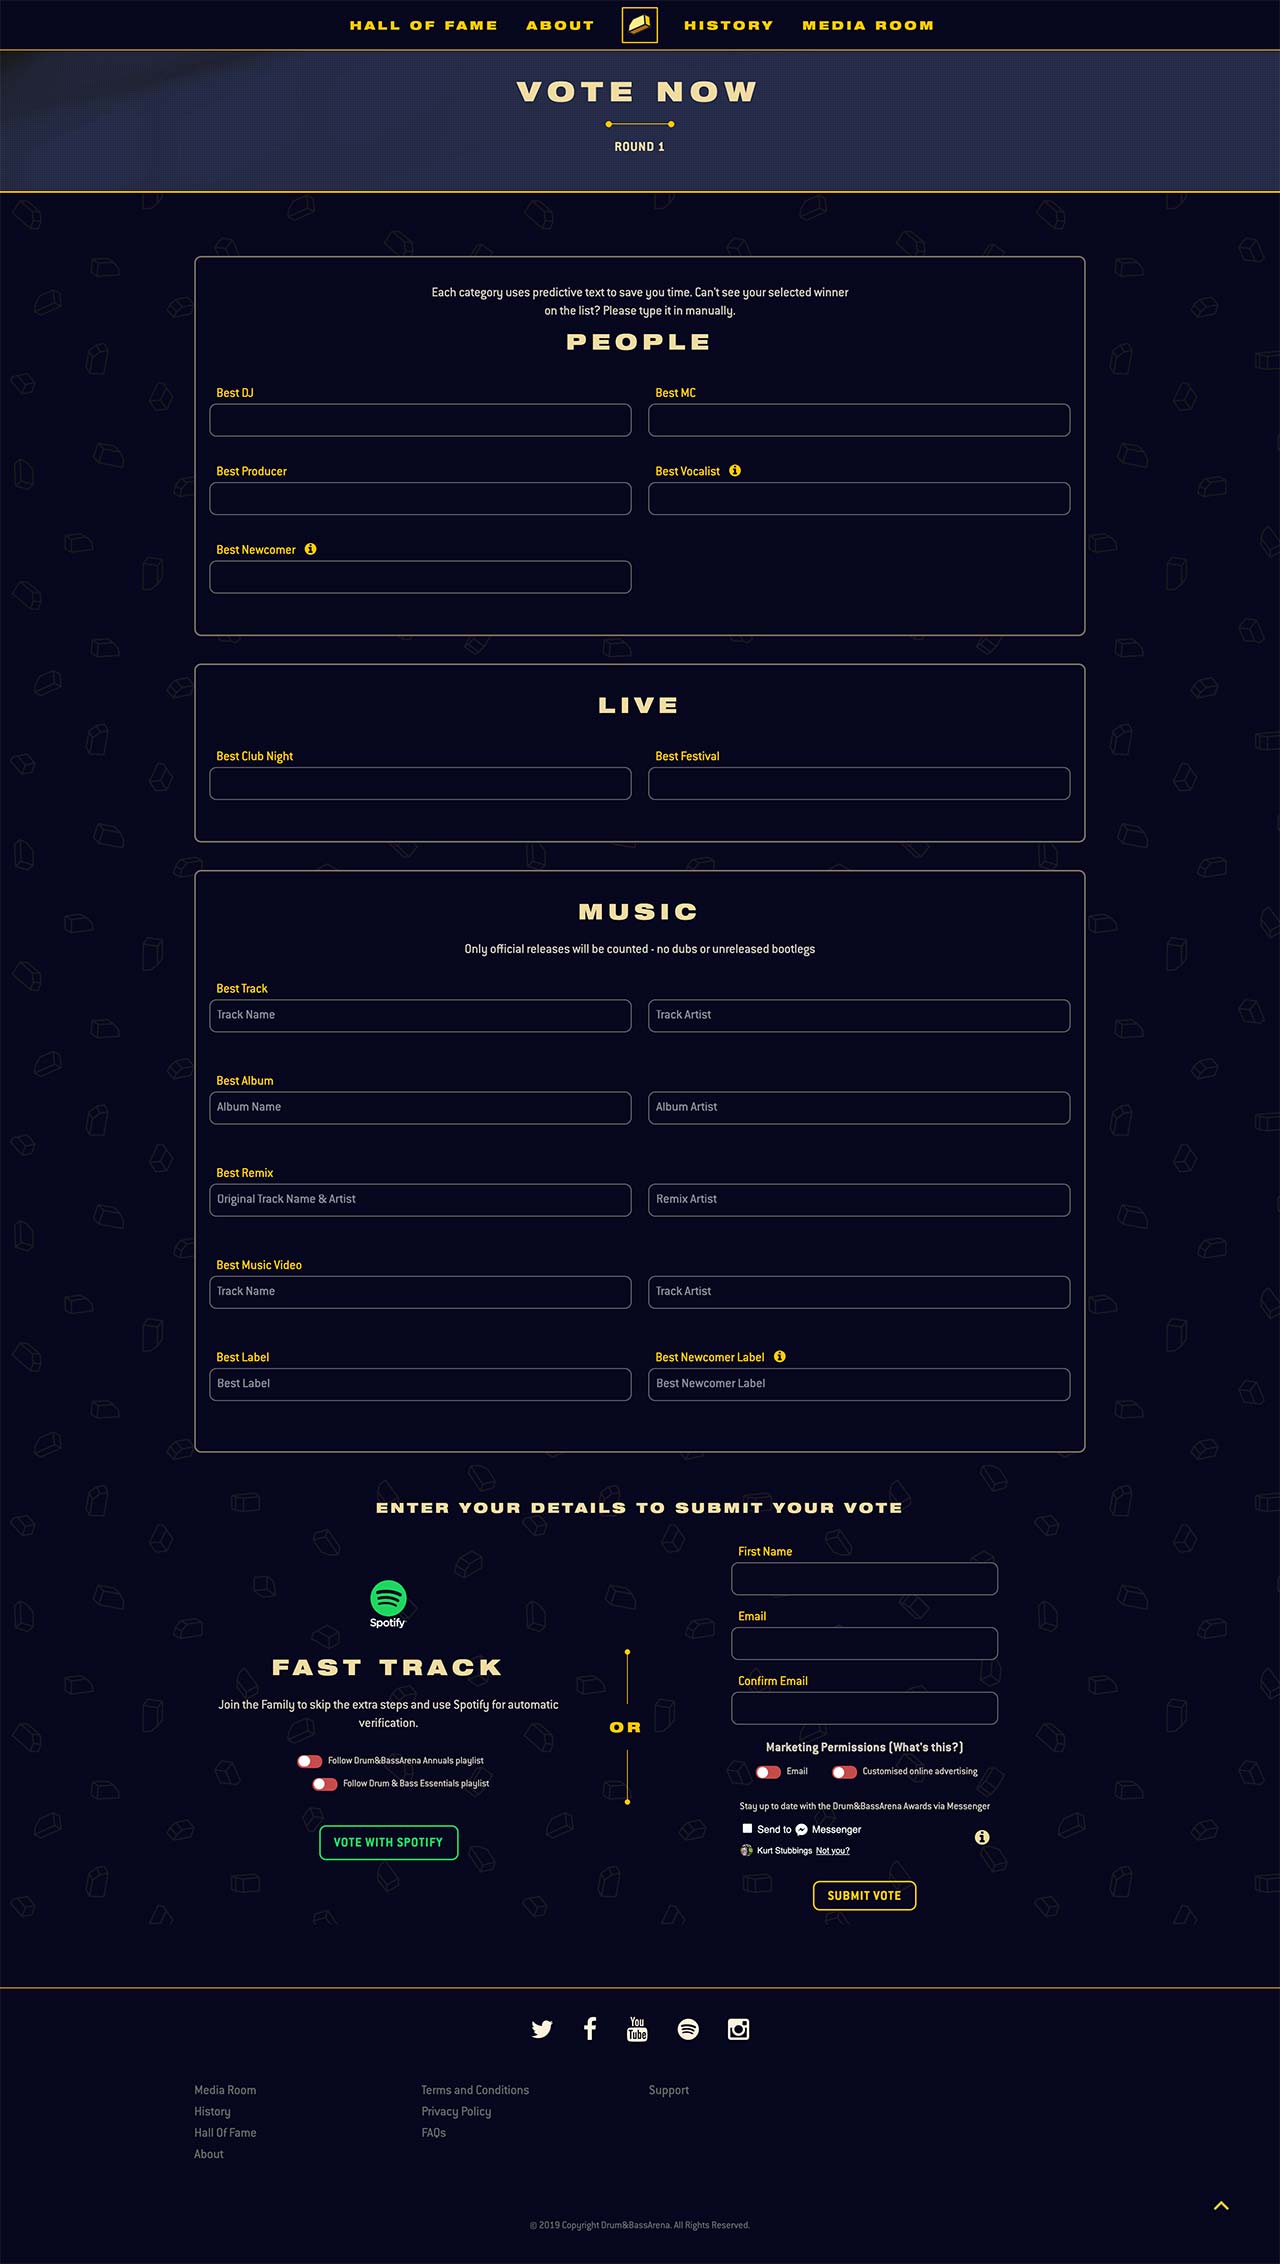 HALL OF FAME
ABOUT
HISTORY
MEDIA ROOM
VOTE NOW
ROUND 1
Each category uses predictive text to save you time. Can't see your selected winner
on the list? Please type it in manually.
PEOPLE
Best DJ
Best MC
Best Producer
Best Vocalist
Best Newcomer
LIVE
Best Club Night
Best Festival
MUSIC
Only official releases will be counted - no dubs or unreleased bootlegs
Best Track
Track Name
Track Artist
Best Album
Album Name
Album Artist
Best Remix
Original Track Name & Artist
Remix Artist
Best Music Video
Track Name
Track Artist
Best Label
Best Newcomer Label
Best Label
Best Newcomer Label
ENTER YOUR DETAILS TO SUBMIT YOUR VOTE
Spotify
FAST TRACK
Join the Family to skip the extra steps and use Spotify for automatic
verification.
Follow Drum&BassArena Annuals playlist
Follow Drum & Bass Essentials playlist
VOTE WITH SPOTIFY
OR
First Name
Email
Confirm Email
Marketing Permissions (What's this?)
Email
Customised online advertising
Stay up to date with the Drum&BassArena Awards via Messenger
Send to Messenger
Kurt Stubbings Not you?
SUBMIT VOTE
You
Tube
Media Room
History
Hall Of Fame
About
Terms and Conditions
Privacy Policy
FAQs
Support
© 2019 Copyright Drum&BassArena. All Rights Reserved.